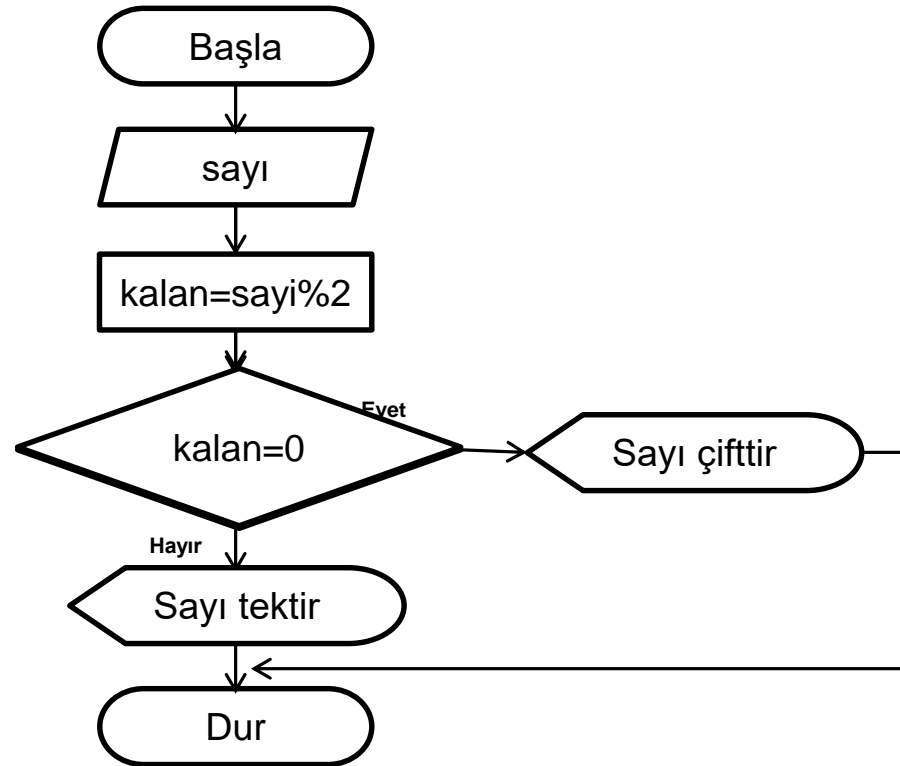 Başla
sayı
kalan=sayi%2
Evet
kalan=0
Sayı çifttir
Hayır
Sayı tektir
Dur